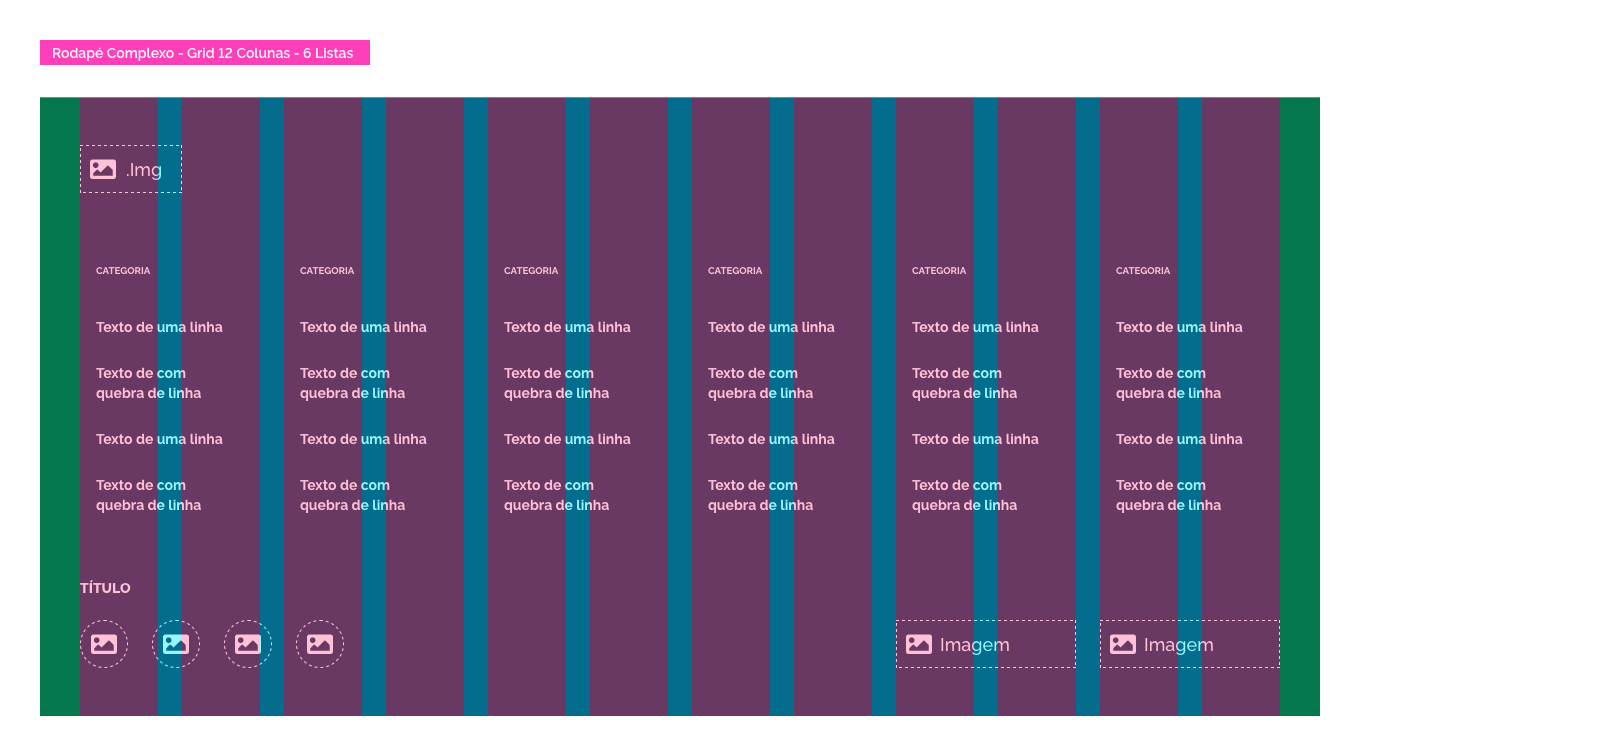 Rodapé Complexo - Grid 12 Colunas - 6 Listas
.Img
CATEGORIA
Texto de uma linha
Texto de com
quebra de linha
Texto de uma linha
Texto de com
quebra de linha
CATEGORIA
Texto de uma linha
Texto de com
quebra de linha
Texto de uma linha
Texto de com
quebra de linha
CATEGORIA
Texto de uma linha
Texto de com
quebra de linha
Texto de uma linha
Texto de com
quebra de linha
CATEGORIA
Texto de uma linha
Texto de com
quebra de linha
Texto de uma linha
Texto de com
quebra de linha
CATEGORIA
Texto de uma linha
Texto de com
quebra de linha
Texto de uma linha
Texto de com
quebra de linha
CATEGORIA
Texto de uma linha
Texto de com
quebra de linha
Texto de uma linha
Texto de com
quebra de linha
TÍTULO
Imagem
Imagem